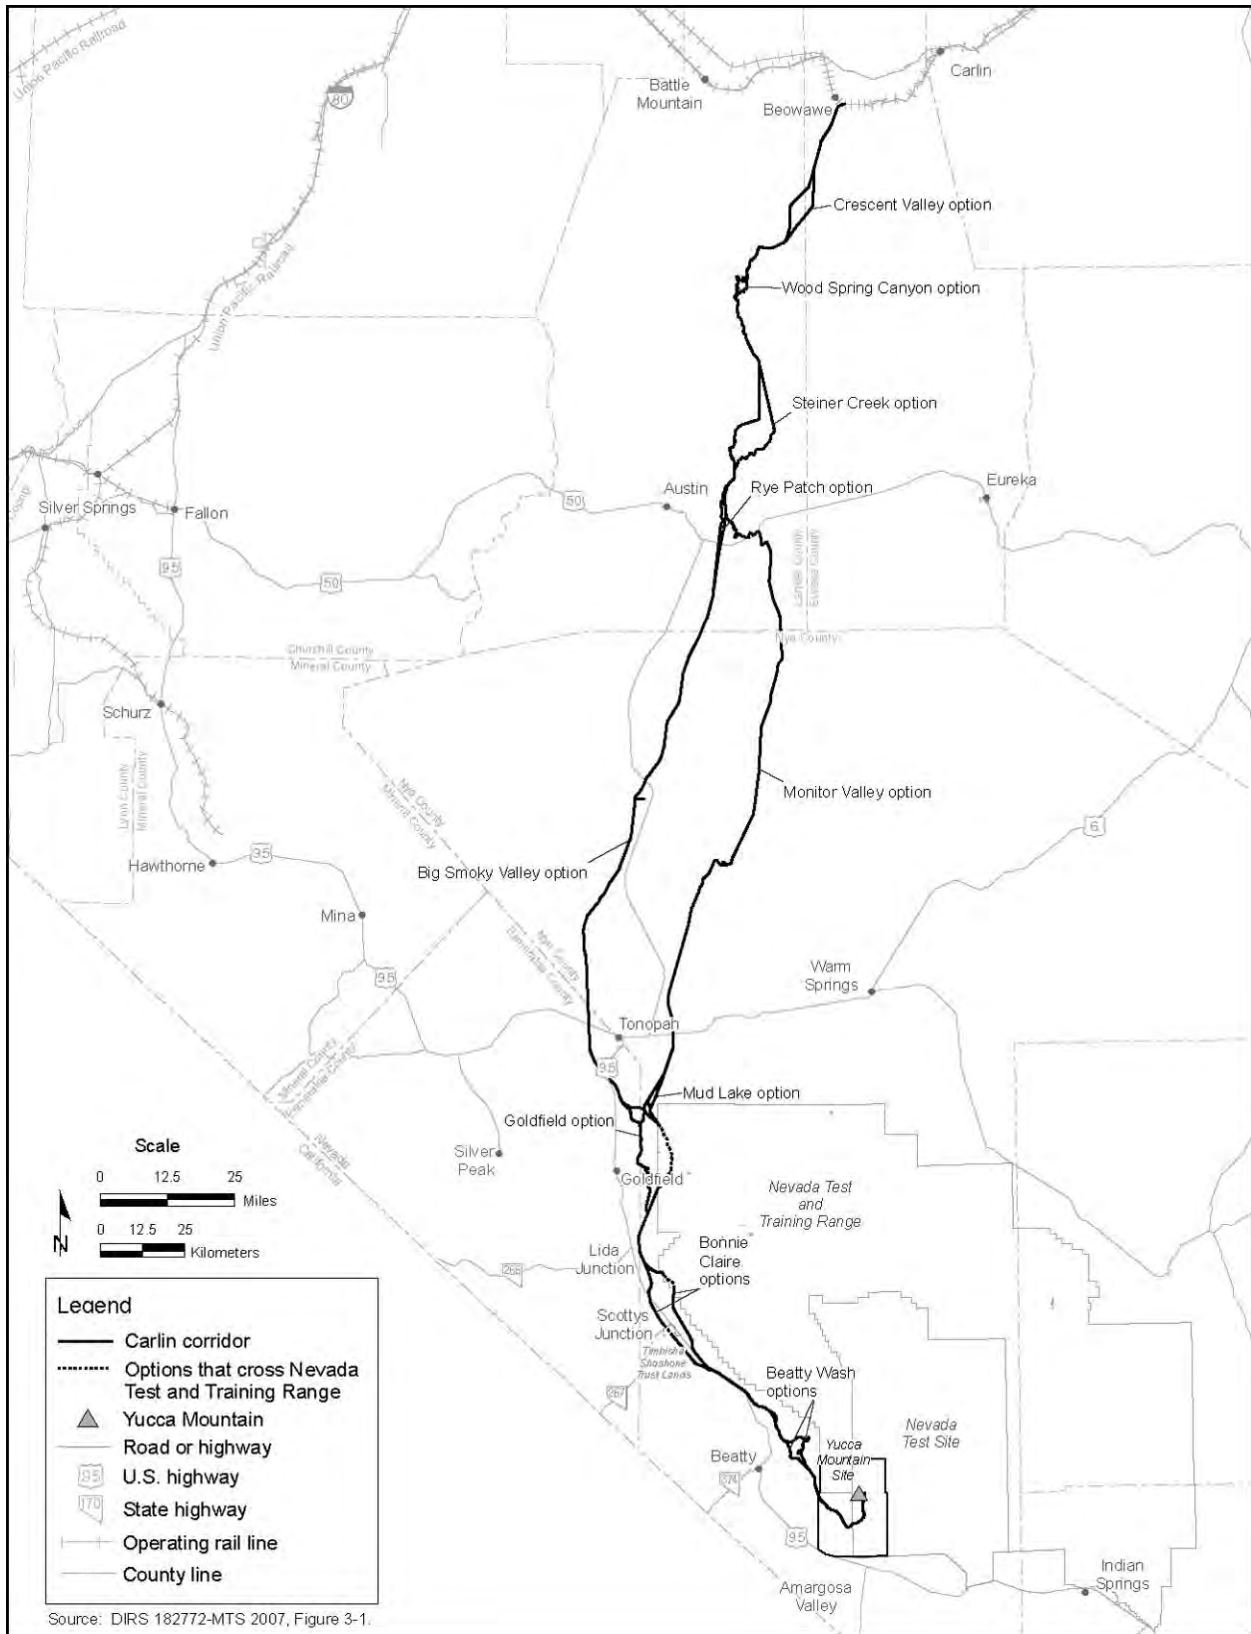 Union Pacific Railroad
80
Battle
Mountain
Carlin
Beowawe
Crescent Valley option
Union Pacific Railroad
Wood Spring Canyon option
Steiner Creek option
Austin
Rye Patch option
Eureka
Silver Springs
Fallon
50
95
50
Lander County
Eureka County
Churchill County
Mineral County
Nye County
Schurz
Lyon County
Mineral County
Nye County
Mineral County
Monitor Valley option
6
Hawthorne
95
Big Smoky Valley option
Mina
95
Nye County
Esmeralda County
Warm
Springs
Tonopah
Mineral County
Esmeralda County
95
Mud Lake option
Goldfield option
Nevada
California
Scale
0 12.5 25
Miles
0 12.5 25
Kilometers
N
Silver
Peak
Goldfield
Nevada Test
and
Training Range
Lida
Junction
266
Bonnie
Claire
options
Scottys
Junction
Timbisha
Shoshone
Trust Lands
267
Beatty Wash
options
Nevada
Test Site
Yucca
Mountain
Site
Beatty
374
95
Amargosa
Valley
Indian
Springs
Legend
Carlin corridor
Options that cross Nevada
Test and Training Range
Yucca Mountain
Road or highway
95 U.S. highway
170 State highway
Operating rail line
County line
Source: DIRS 182772-MTS 2007, Figure 3-1.